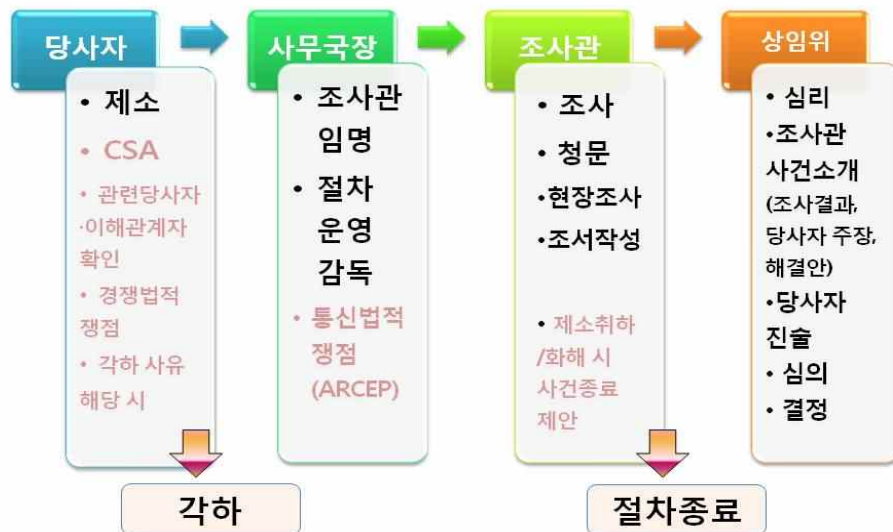 당사자
• 제소
• CSA
• 관련당사자
·이해관계자
확인
• 경쟁법적
쟁점
• 각하 사유
해당 시
각하
사무국장
• 조사관
임명
• 절차
운영
감독
• 통신법적
쟁점
(ARCEP)
조사관
• 조사
• 청문
•현장조사
•조서작성
• 제소취하
/화해 시
사건종료
제안
절차종료
상임위
• 심리
•조사관
사건소개
(조사결과,
당사자 주장,
해결안)
•당사자
진술
• 심의
• 결정